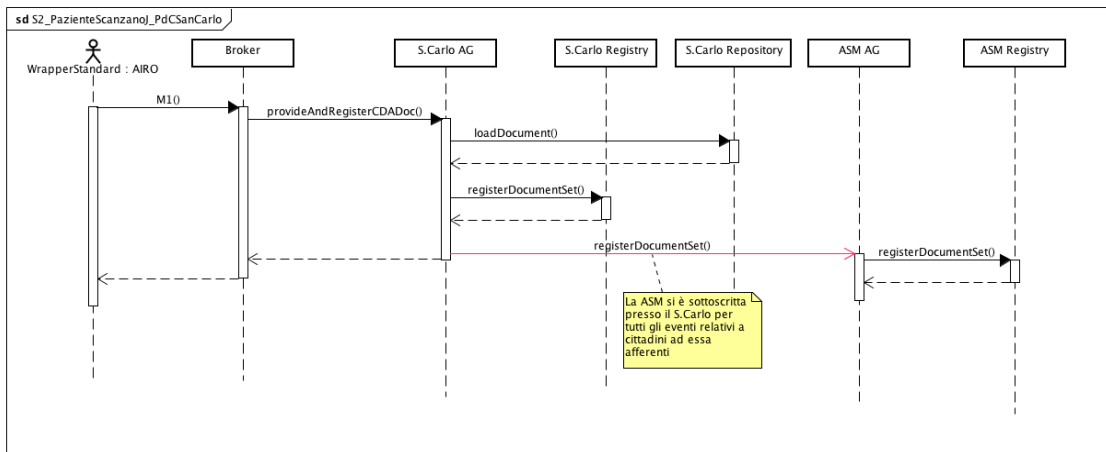 sd S2_PazienteScanzanoJ_PdCSanCarlo
WrapperStandard : AIRO
Broker
S.Carlo AG
S.Carlo Registry
S.Carlo Repository
ASM AG
ASM Registry
M1()
provideAndRegisterCDADoc()
loadDocument()
registerDocumentSet()
registerDocumentSet()
registerDocumentSet()
La ASM si è sottoscritta
presso il S.Carlo per
tutti gli eventi relativi a
cittadini ad essa
afferenti